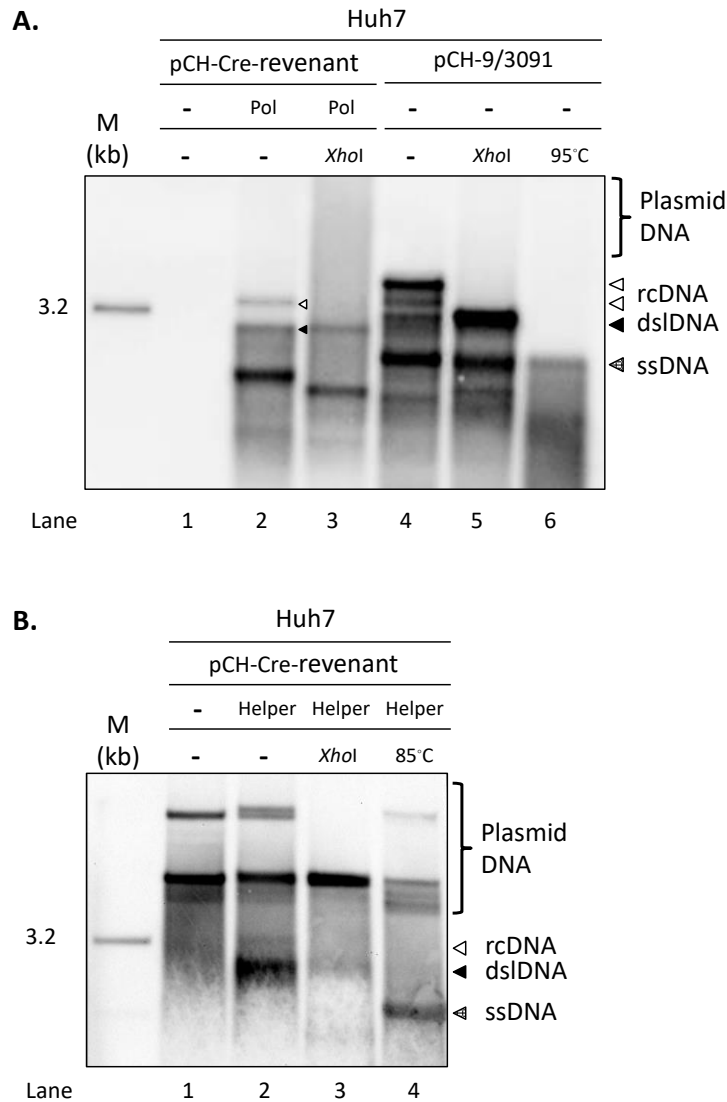 A.
Huh7
pCH-Cre-revenant pCH-9/3091
- Pol Pol - - -
M
(kb)
- - XhoI - XhoI 95°C
Plasmid
DNA
3.2
rcDNA
dslDNA
ssDNA
Lane 1 2 3 4 5 6
B.
Huh7
pCH-Cre-revenant
- Helper Helper Helper
M
(kb)
- - XhoI 85°C
Plasmid
DNA
3.2
rcDNA
dslDNA
ssDNA
Lane 1 2 3 4